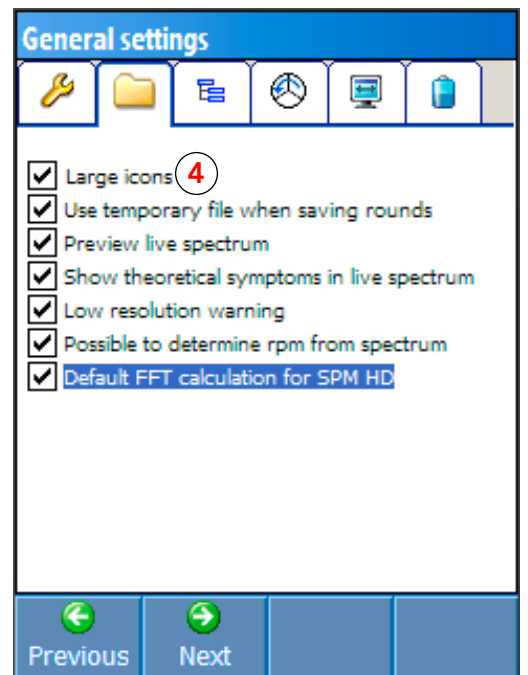 General settings
Large icons 4
Use temporary file when saving rounds
Preview live spectrum
Show theoretical symptoms in live spectrum
Low resolution warning
Possible to determine rpm from spectrum
Default FFT calculation for SPM HD
Previous Next